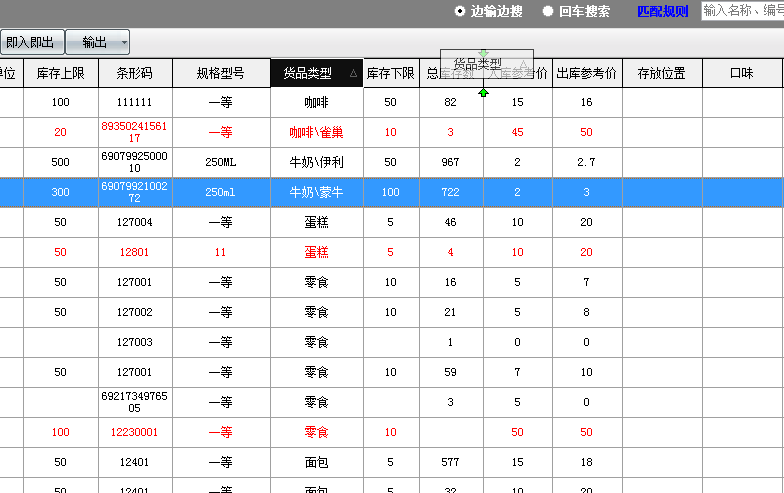 边输边搜 回车搜索 匹配规则 输入名称、编号
即入即出 输出
单位 库存上限 条形码 规格型号 货品类型 库存下限 总库存数 入库参考价 出库参考价 存放位置 口味
货品类型
100 111111 一等 咖啡 50 82 15 16
20 8935024156117 一等 咖啡\雀巢 10 3 45 50
500 6907992500010 250ML 牛奶\伊利 50 967 2 2.7
300 6907992100272 250ml 牛奶\蒙牛 100 722 2 3
50 127004 一等 蛋糕 5 46 10 20
50 12801 11 蛋糕 5 4 10 20
50 127001 一等 零食 10 16 5 7
50 127002 一等 零食 10 21 5 8
127003 一等 零食 1 0 0
50 127001 一等 零食 10 59 7 10
6921734976505 一等 零食 3 5 0
100 12230001 一等 零食 10 50 50
50 12401 一等 面包 5 577 15 18
50 12401 一等 面包 5 32 10 20